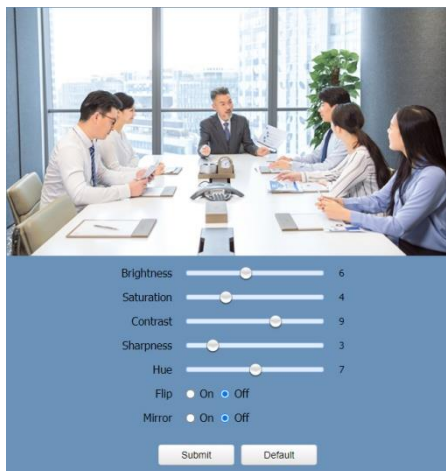 Brightness 6
Saturation 4
Contrast 9
Sharpness 3
Hue 7
Flip On Off
Mirror On Off
Submit Default